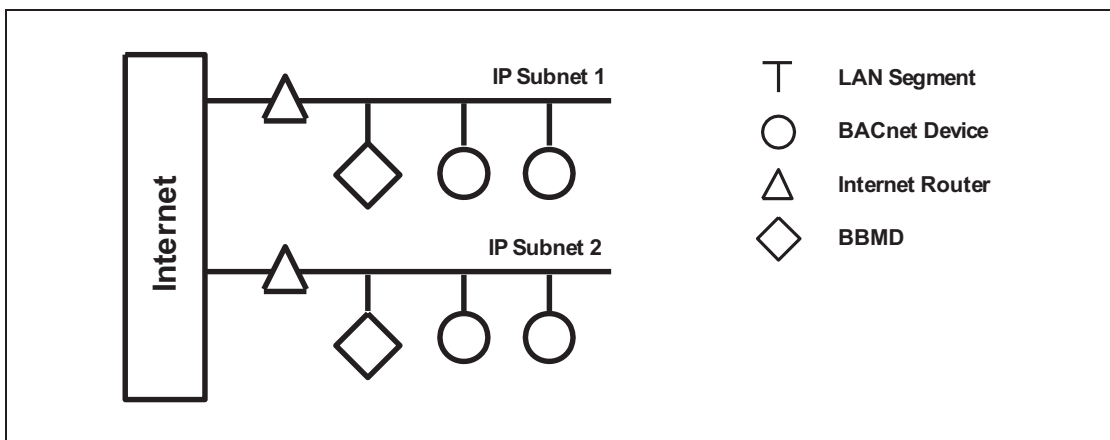 Internet
IP Subnet 1
IP Subnet 2
LAN Segment
BACnet Device
Internet Router
BBMD